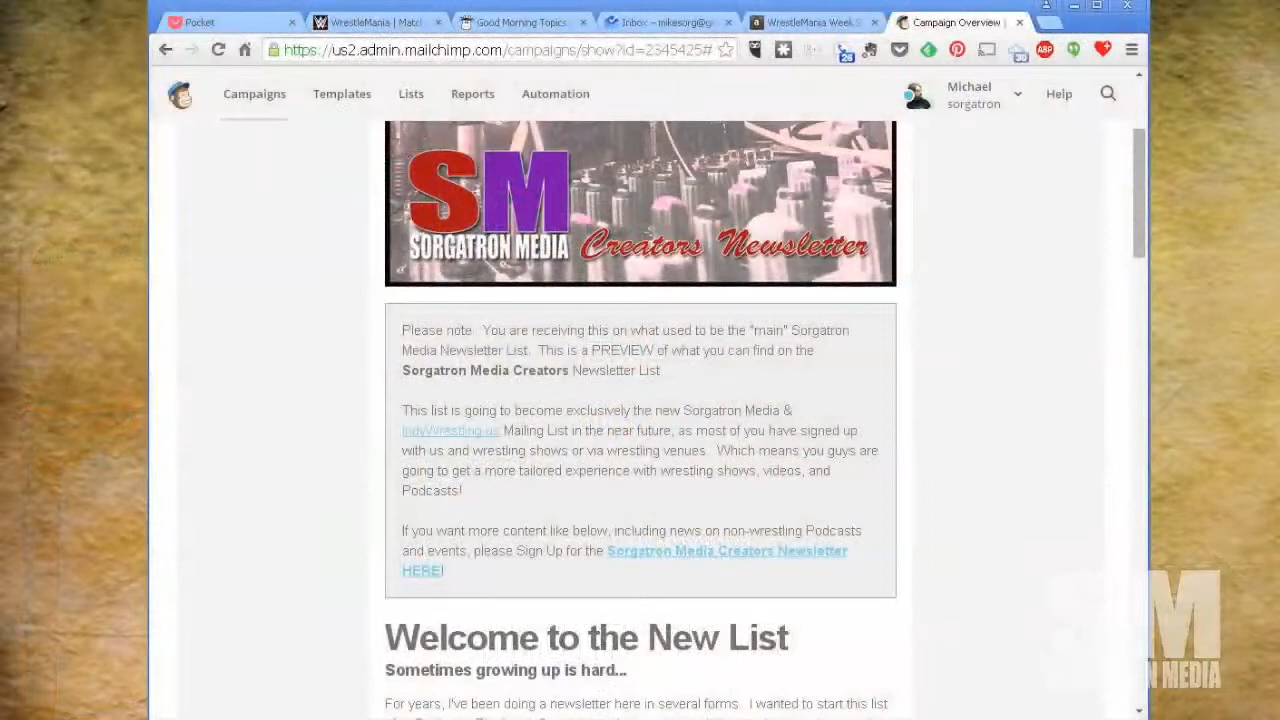 Pocket
WrestleMania | Matc
Good Morning Topics
Inbox – mikesorg@g
WrestleMania Week S
Campaign Overview |
https://us2.admin.mailchimp.com/campaigns/show?id=2345425#
26
30
ABP
Campaigns Templates Lists Reports Automation
Michael
sorgatron
Help
SM
SORGATRON MEDIA
Creators Newsletter
Please note. You are receiving this on what used to be the "main" Sorgatron
Media Newsletter List. This is a PREVIEW of what you can find on the
Sorgatron Media Creators Newsletter List
This list is going to become exclusively the new Sorgatron Media &
IndyWrestling.us Mailing List in the near future, as most of you have signed up
with us and wrestling shows or via wrestling venues. Which means you guys are
going to get a more tailored experience with wrestling shows, videos, and
Podcasts!
If you want more content like below, including news on non-wrestling Podcasts
and events, please Sign Up for the Sorgatron Media Creators Newsletter
HERE!
Welcome to the New List
Sometimes growing up is hard...
For years, I've been doing a newsletter here in several forms. I wanted to start this list
M
N MEDIA